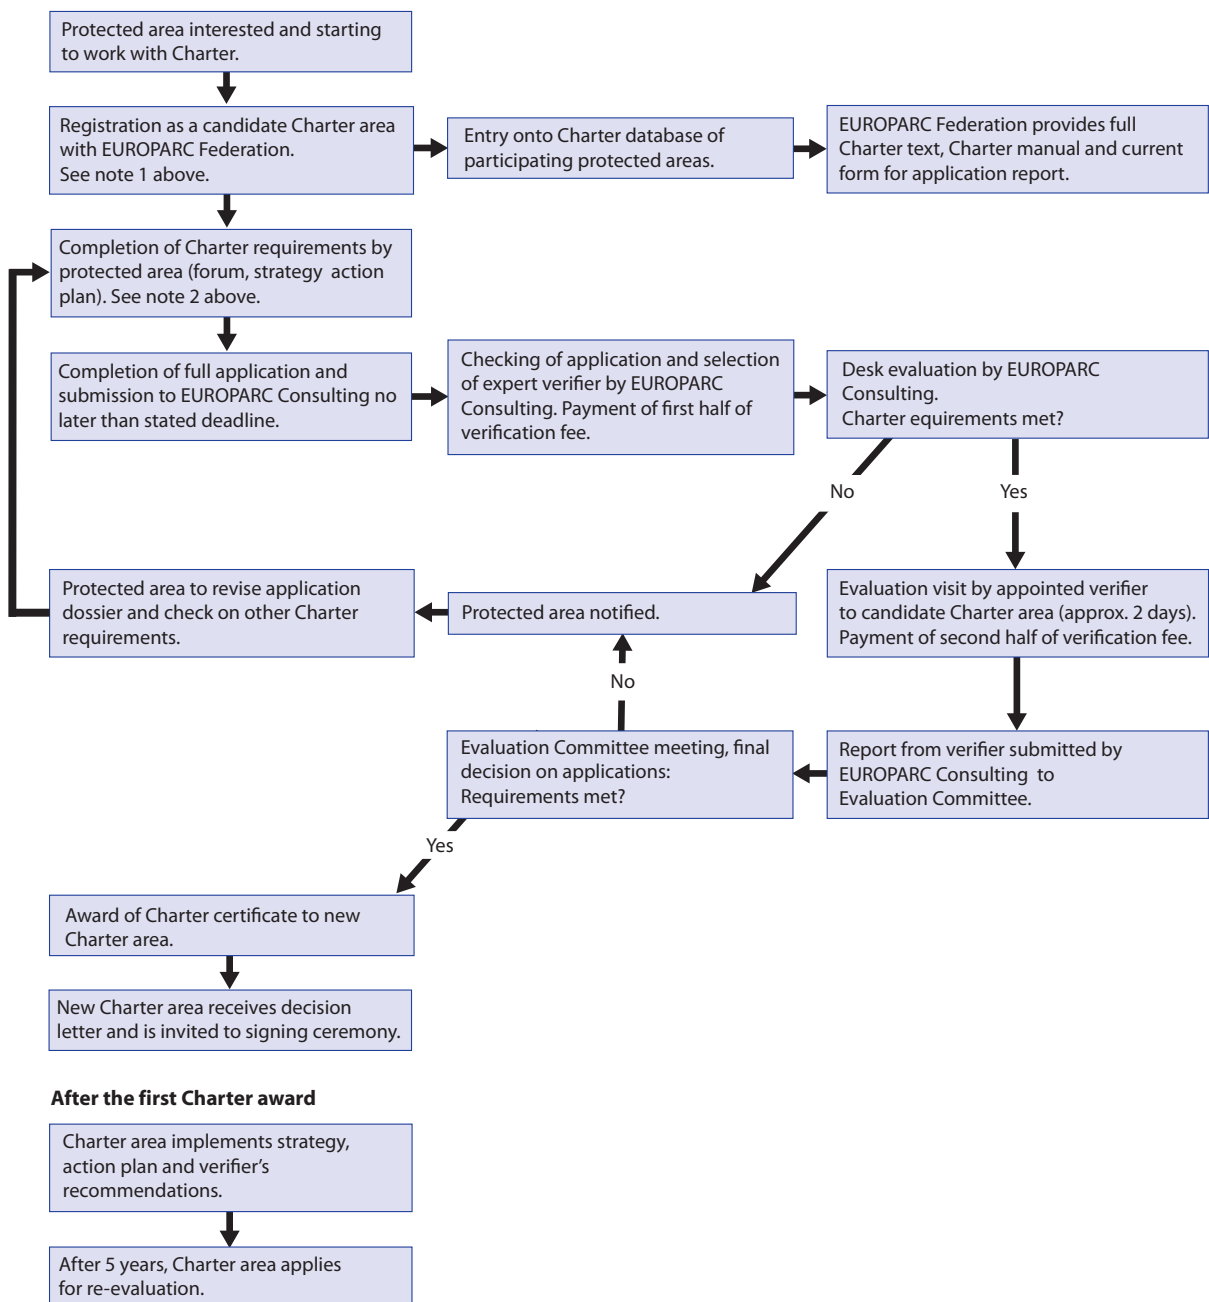 Protected area interested and starting
to work with Charter.
Registration as a candidate Charter area
with EUROPARC Federation.
See note 1 above.
Entry onto Charter database of
participating protected areas.
EUROPARC Federation provides full
Charter text, Charter manual and current
form for application report.
Completion of Charter requirements by
protected area (forum, strategy action
plan). See note 2 above.
Completion of full application and
submission to EUROPARC Consulting no
later than stated deadline.
Checking of application and selection
of expert verifier by EUROPARC
Consulting. Payment of first half of
verification fee.
Desk evaluation by EUROPARC
Consulting.
Charter equirements met?
No
Yes
Protected area to revise application
dossier and check on other Charter
requirements.
Protected area notified.
Evaluation visit by appointed verifier
to candidate Charter area (approx. 2 days).
Payment of second half of verification fee.
No
Evaluation Committee meeting, final
decision on applications:
Requirements met?
Report from verifier submitted by
EUROPARC Consulting to
Evaluation Committee.
Yes
Award of Charter certificate to new
Charter area.
New Charter area receives decision
letter and is invited to signing ceremony.
After the first Charter award
Charter area implements strategy,
action plan and verifier's
recommendations.
After 5 years, Charter area applies
for re-evaluation.